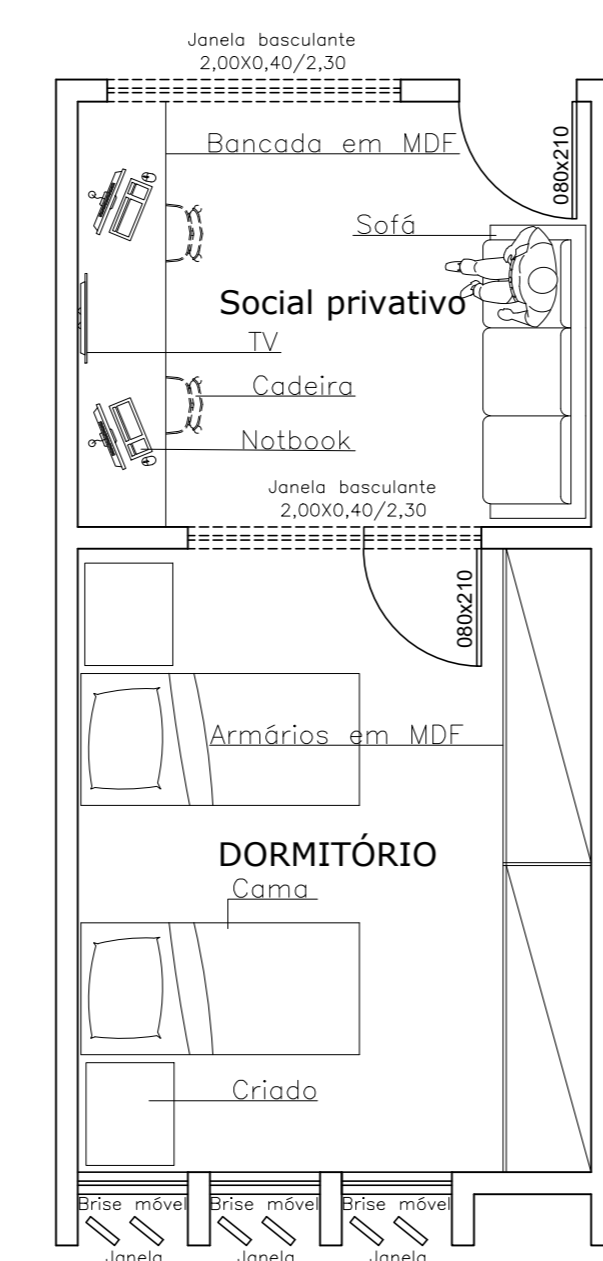 Janela basculante
2,00X0,40/2,30
Bancada em MDF
080x210
Sofá
Social privativo
TV
Cadeira
Notbook
Janela basculante
2,00X0,40/2,30
080x210
Armários em MDF
DORMITÓRIO
Cama
Criado
Brise móvel Brise móvel Brise móvel
Janela Janela Janela